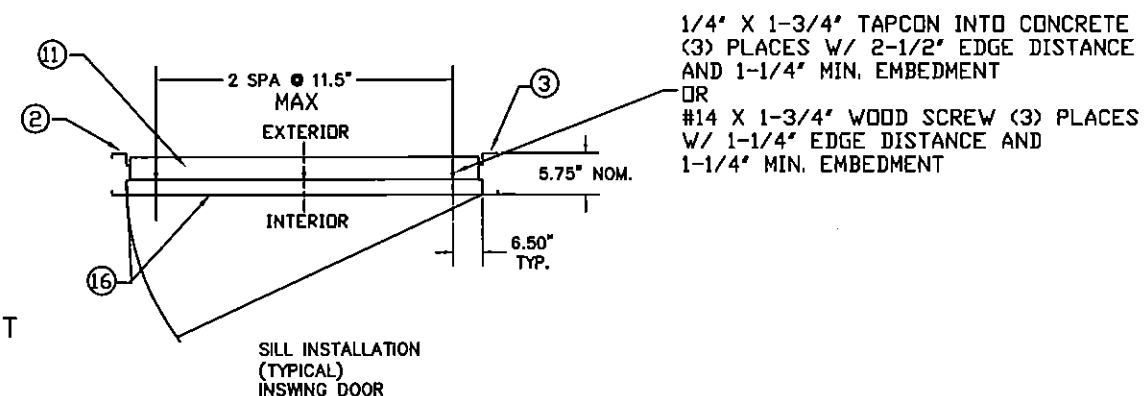 1/4" X 1-3/4" TAPCON INTO CONCRETE
(3) PLACES W/ 2-1/2" EDGE DISTANCE
AND 1-1/4" MIN. EMBEDMENT
OR
#14 X 1-3/4" WOOD SCREW (3) PLACES
W/ 1-1/4" EDGE DISTANCE AND
1-1/4" MIN. EMBEDMENT
11
2 SPA @ 11.5"
MAX
3
2
EXTERIOR
5.75" NOM.
INTERIOR
6.50"
TYP.
16
T
SILL INSTALLATION
(TYPICAL)
INSWING DOOR